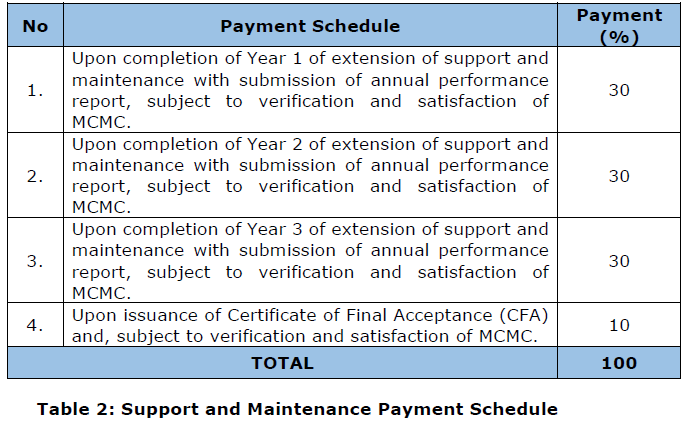 No
Payment Schedule
Payment
(%)
1.
Upon completion of Year 1 of extension of support and
maintenance with submission of annual performance
report, subject to verification and satisfaction of
MCMC.
30
2.
Upon completion of Year 2 of extension of support and
maintenance with submission of annual performance
report, subject to verification and satisfaction of
MCMC.
30
3.
Upon completion of Year 3 of extension of support and
maintenance with submission of annual performance
report, subject to verification and satisfaction of
MCMC.
30
4.
Upon issuance of Certificate of Final Acceptance (CFA)
and, subject to verification and satisfaction of MCMC.
10
TOTAL
100
Table 2: Support and Maintenance Payment Schedule